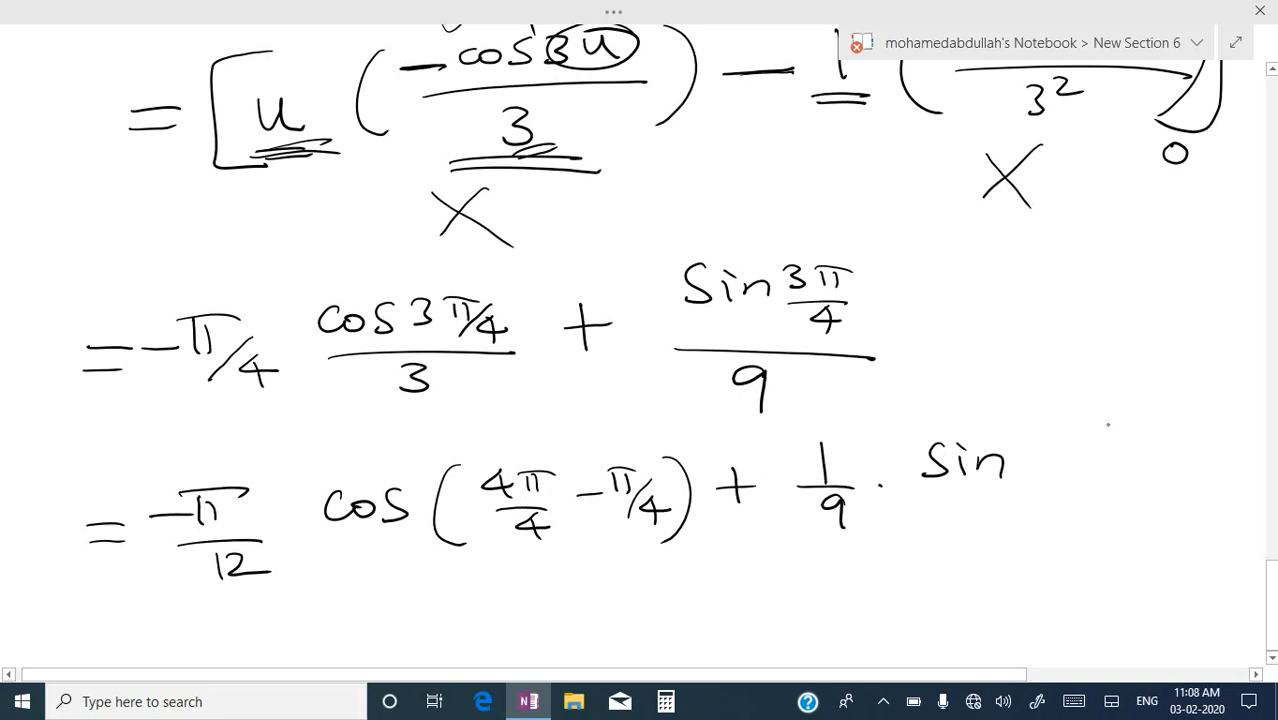 mohamedabdullah's Notebook > New Section 6
= [ u ( - cos 3u / 3 ) - 1 ( / 3² ) ] 0
= - π/4 cos 3π/4 / 3 + sin 3π/4 / 9
= -π/12 cos ( 4π/4 - π/4 ) + 1/9 . sin
Type here to search
ENG
11:08 AM
03-02-2020